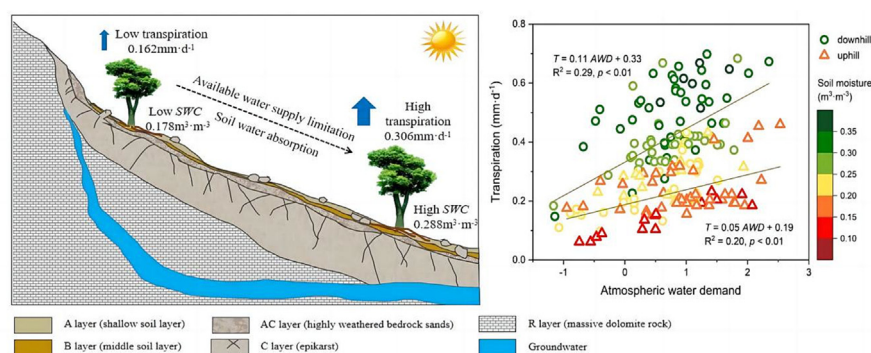 Low transpiration
0.162mm·d-1
Available water supply limitation
Soil water absorption
Low SWC
0.178m3·m-3
High
transpiration
0.306mm·d-1
High SWC
0.288m3·m-3
A layer (shallow soil layer)
B layer (middle soil layer)
AC layer (highly weathered bedrock sands)
C layer (epikarst)
R layer (massive dolomite rock)
Groundwater
Transpiration (mm·d-1)
0.8
0.6
0.4
0.2
0.0
T = 0.11 AWD + 0.33
R2 = 0.29, p < 0.01
T = 0.05 AWD + 0.19
R2 = 0.20, p < 0.01
-1
0
1
2
3
Atmospheric water demand
downhill
uphill
Soil moisture
(m3·m-3)
0.35
0.30
0.25
0.20
0.15
0.10